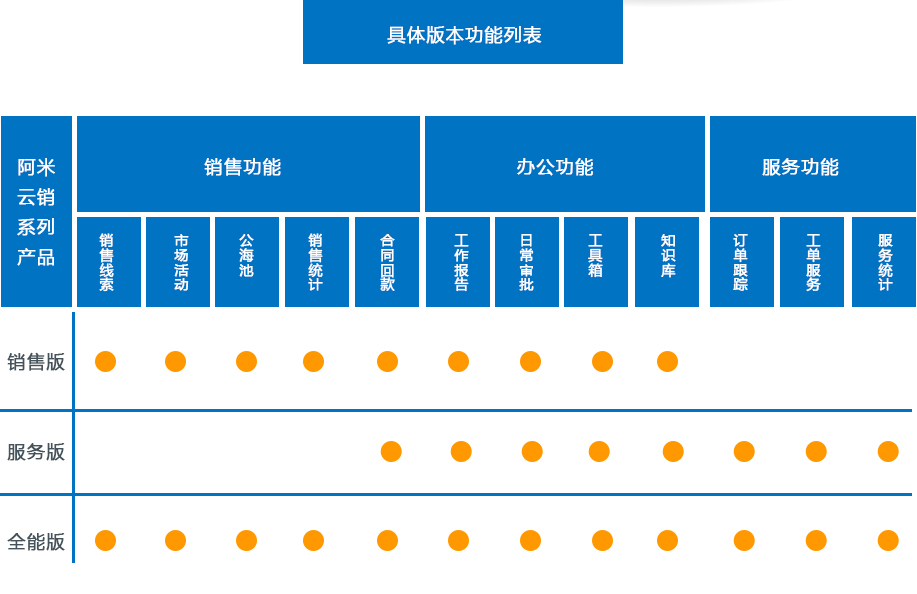 具体版本功能列表
阿米
云销
系列
产品
销售功能
办公功能
服务功能
销售线索
市场活动
公海池
销售统计
合同回款
工作报告
日常审批
工具箱
知识库
订单跟踪
工单服务
服务统计
销售版
服务版
全能版